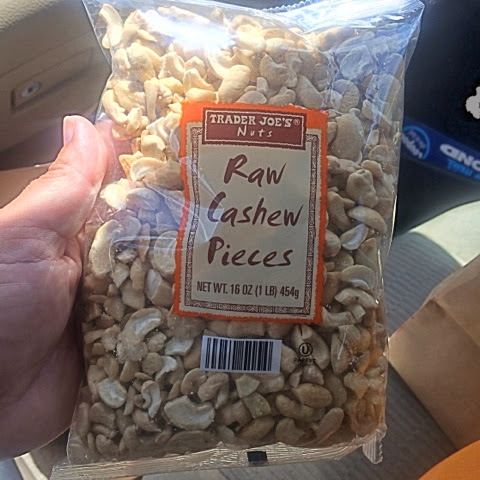 TRADER JOE'S®
Nuts
Raw
Cashew
Pieces
NET WT. 16 OZ (1 LB) 454g
U